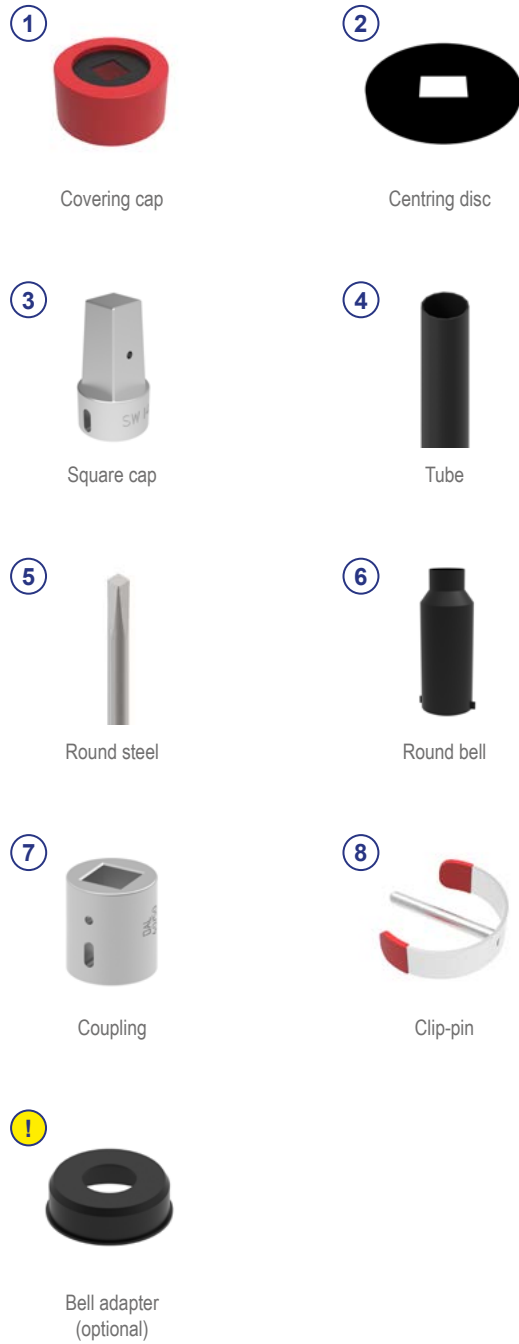 1
2
Covering cap
Centring disc
3
4
SW
Square cap
Tube
5
6
Round steel
Round bell
7
8
Coupling
Clip-pin
!
Bell adapter
(optional)